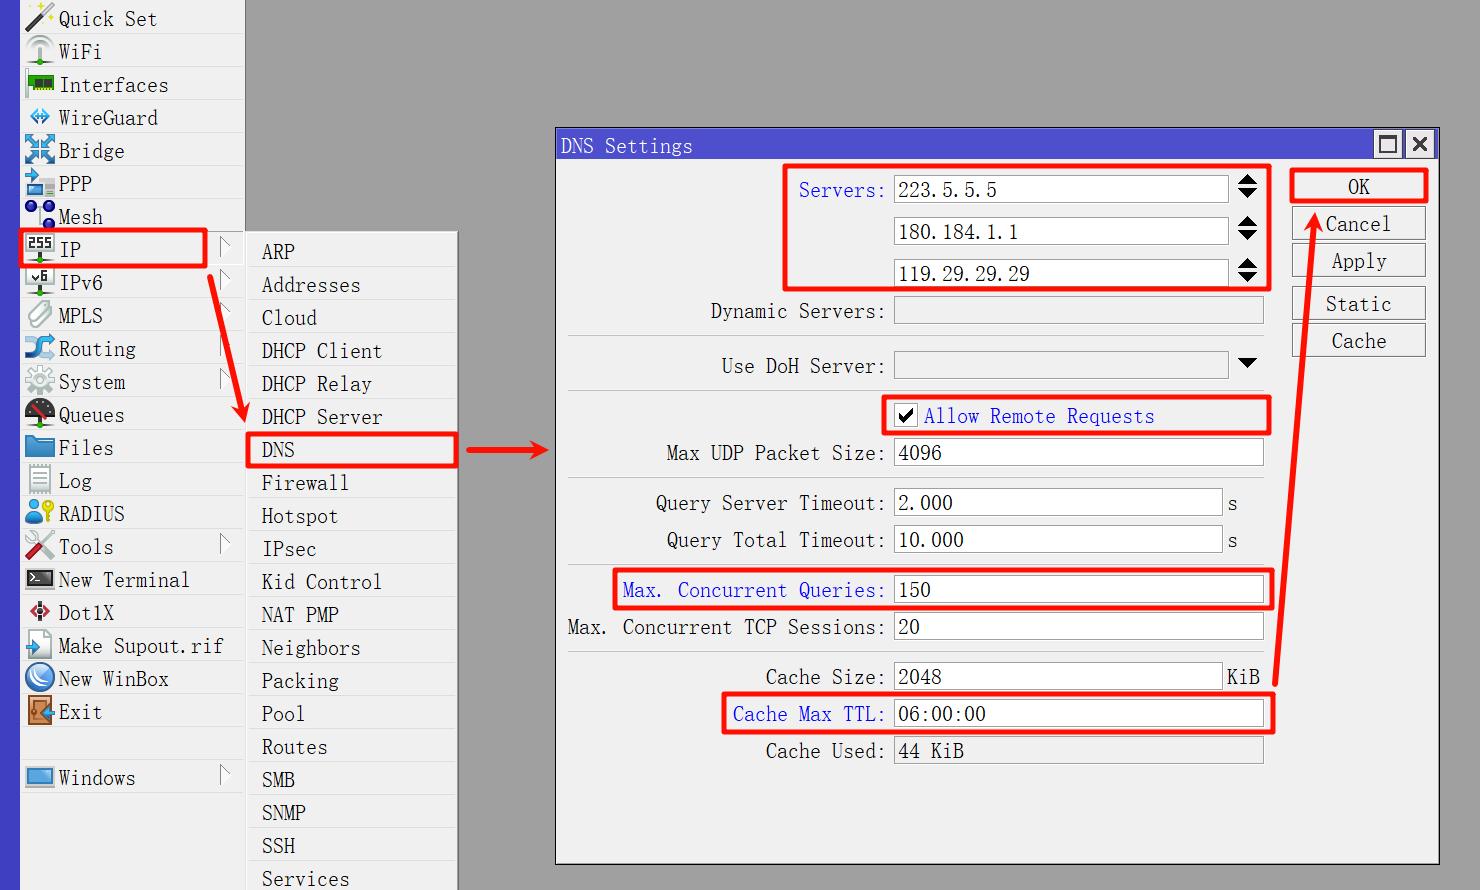 Quick Set
WiFi
Interfaces
WireGuard
Bridge
PPP
Mesh
255
IP
v6
IPv6
MPLS
Routing
System
Queues
Files
Log
RADIUS
Tools
New Terminal
Dot1X
Make Supout.rif
New WinBox
Exit
Windows
ARP
Addresses
Cloud
DHCP Client
DHCP Relay
DHCP Server
DNS
Firewall
Hotspot
IPsec
Kid Control
NAT PMP
Neighbors
Packing
Pool
Routes
SMB
SNMP
SSH
Services
DNS Settings
Servers: 223.5.5.5
180.184.1.1
119.29.29.29
Dynamic Servers:
Use DoH Server:
Allow Remote Requests
Max UDP Packet Size: 4096
Query Server Timeout: 2.000 s
Query Total Timeout: 10.000 s
Max. Concurrent Queries: 150
Max. Concurrent TCP Sessions: 20
Cache Size: 2048 KiB
Cache Max TTL: 06:00:00
Cache Used: 44 KiB
OK
Cancel
Apply
Static
Cache